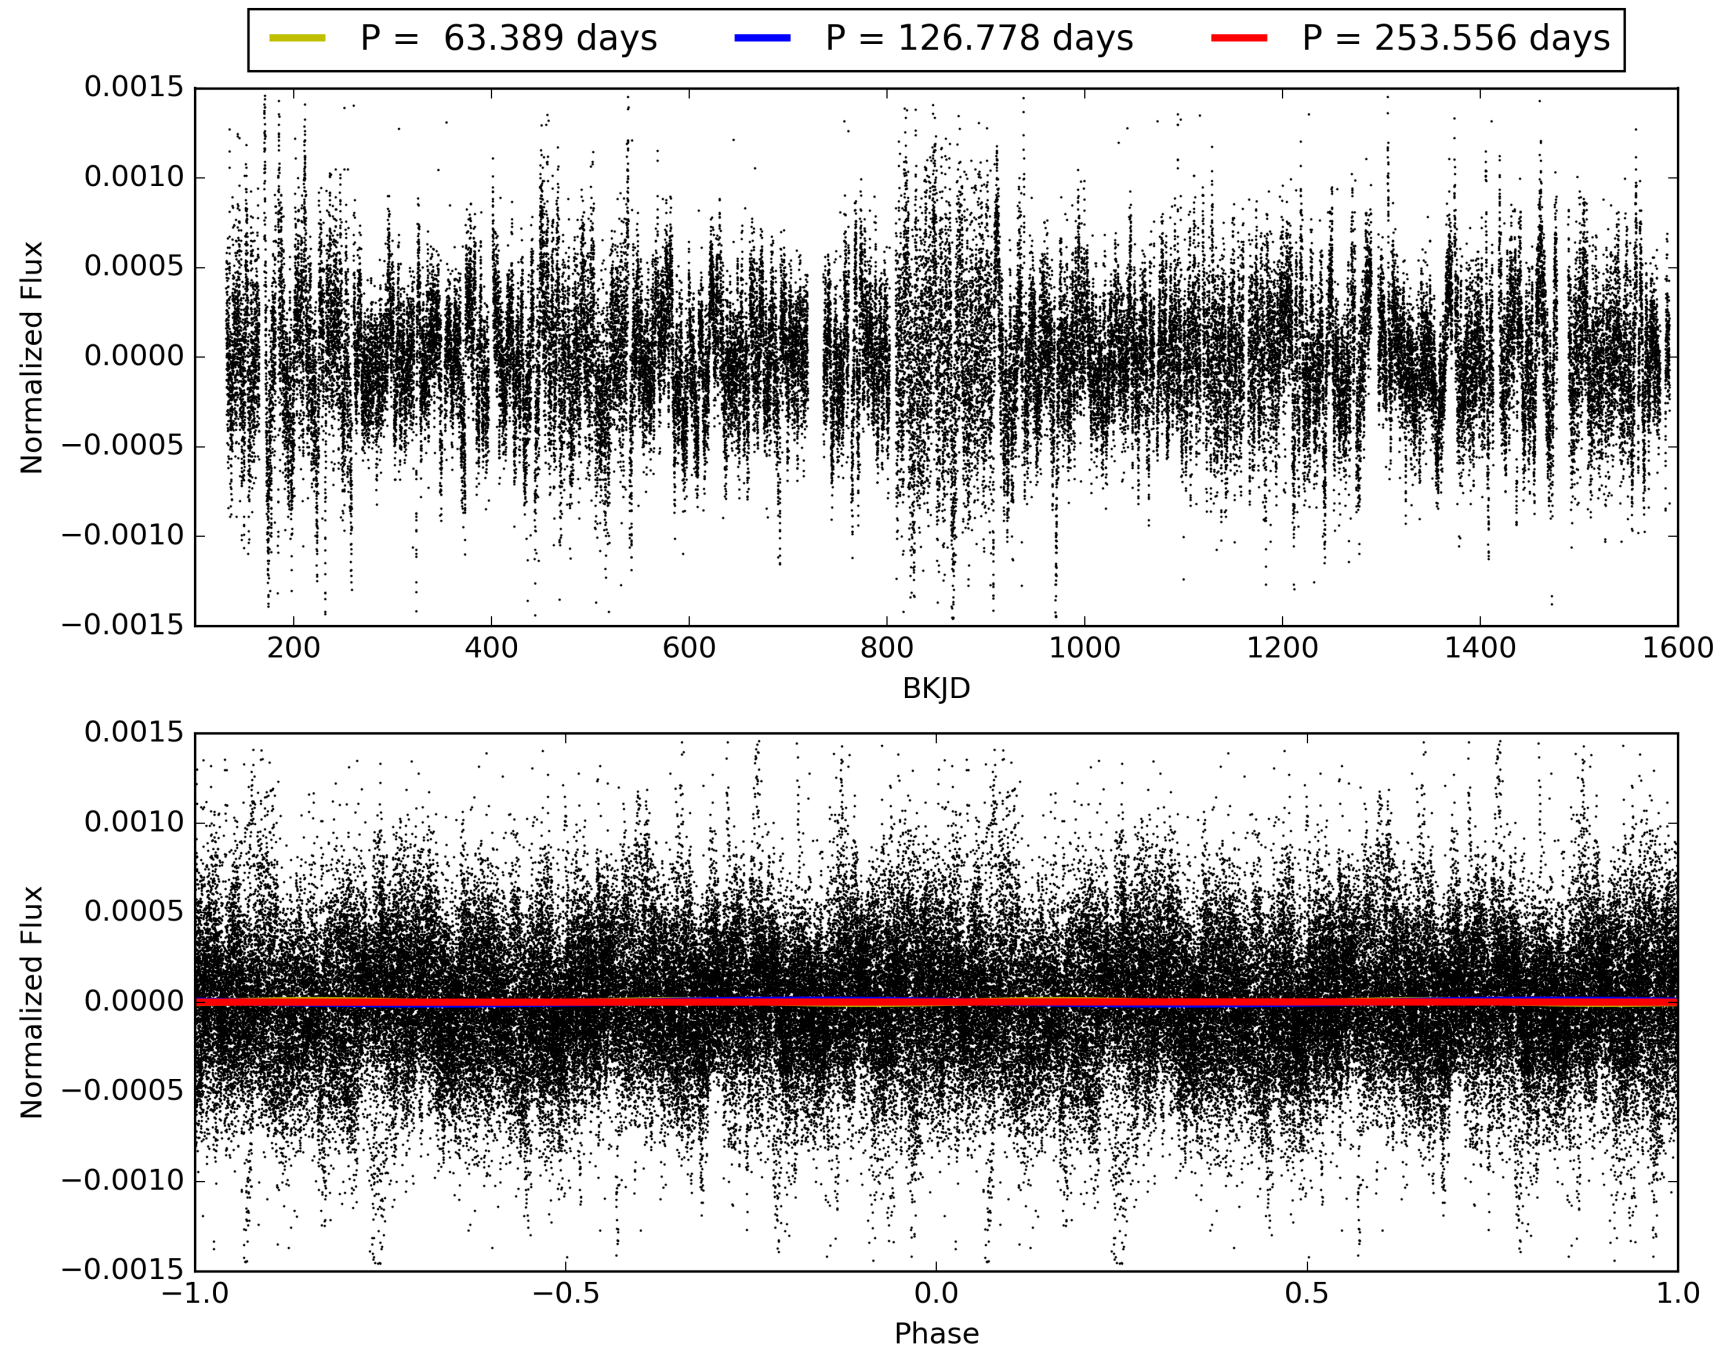 P = 63.389 days P = 126.778 days P = 253.556 days
0.0015
0.0010
0.0005
0.0000
−0.0005
−0.0010
−0.0015
Normalized Flux
200 400 600 800 1000 1200 1400 1600
BKJD
0.0015
0.0010
0.0005
0.0000
−0.0005
−0.0010
−0.0015
Normalized Flux
−1.0 −0.5 0.0 0.5 1.0
Phase